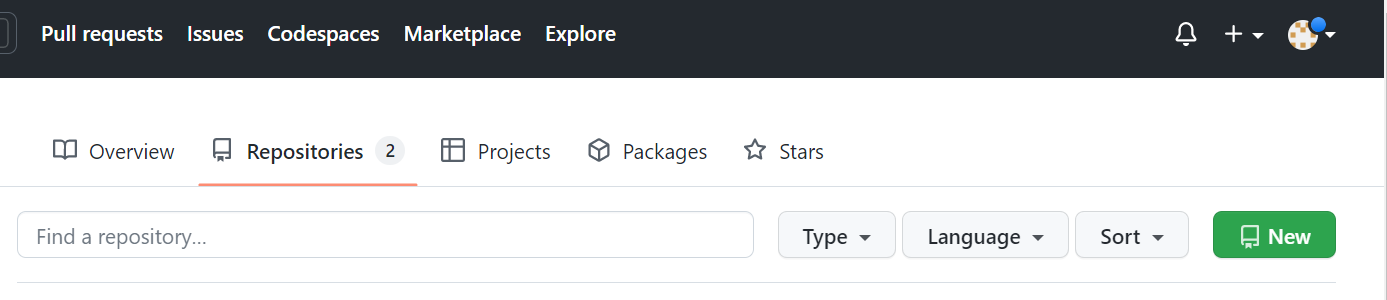 Pull requests Issues Codespaces Marketplace Explore
Overview Repositories 2 Projects Packages Stars
Find a repository... Type Language Sort New